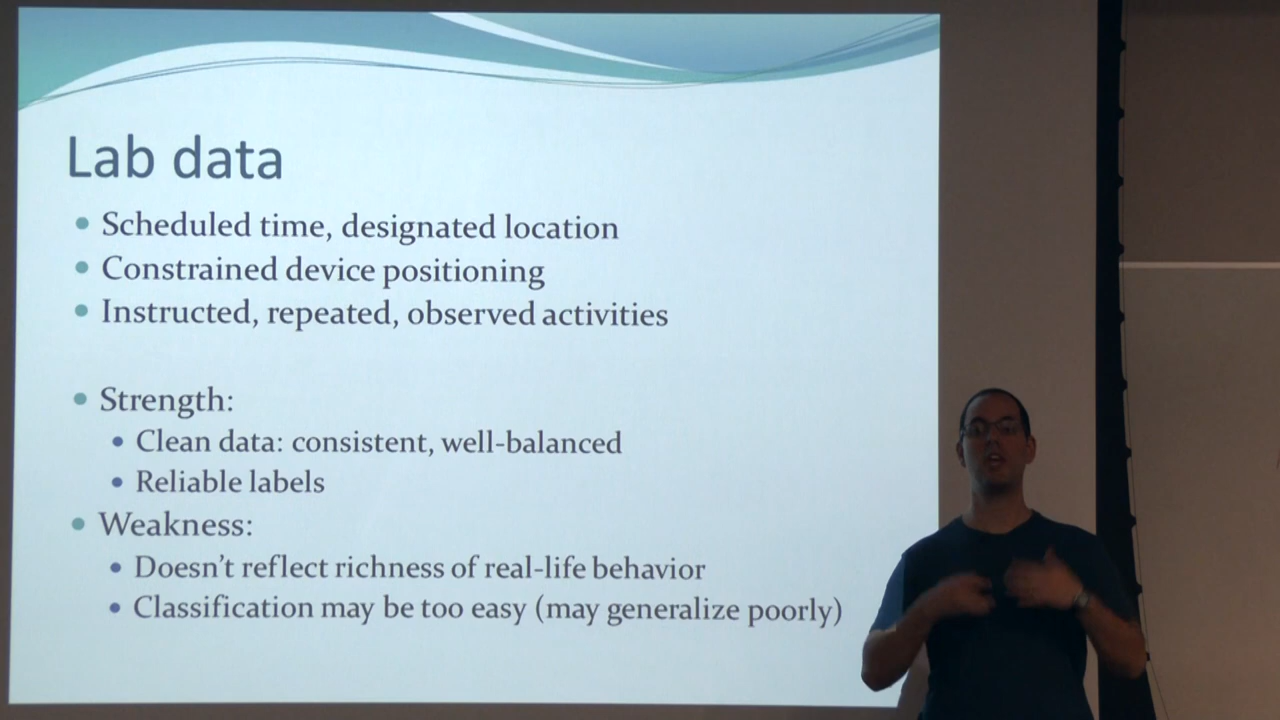 Lab data
Scheduled time, designated location
Constrained device positioning
Instructed, repeated, observed activities
Strength:
Clean data: consistent, well-balanced
Reliable labels
Weakness:
Doesn't reflect richness of real-life behavior
Classification may be too easy (may generalize poorly)